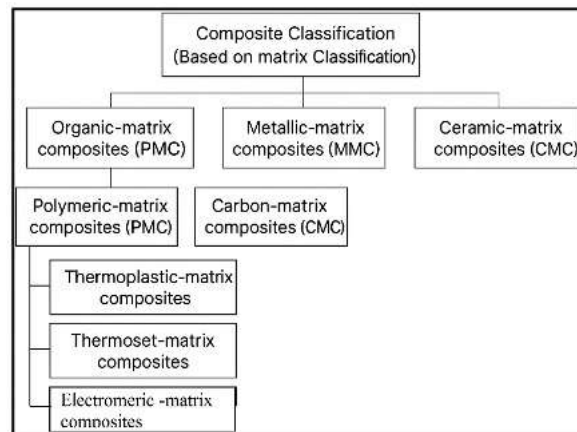 Composite Classification
(Based on matrix Classification)
Organic-matrix
composites (PMC)
Metallic-matrix
composites (MMC)
Ceramic-matrix
composites (CMC)
Polymeric-matrix
composites (PMC)
Carbon-matrix
composites (CMC)
Thermoplastic-matrix
composites
Thermoset-matrix
composites
Electromeric -matrix
composites